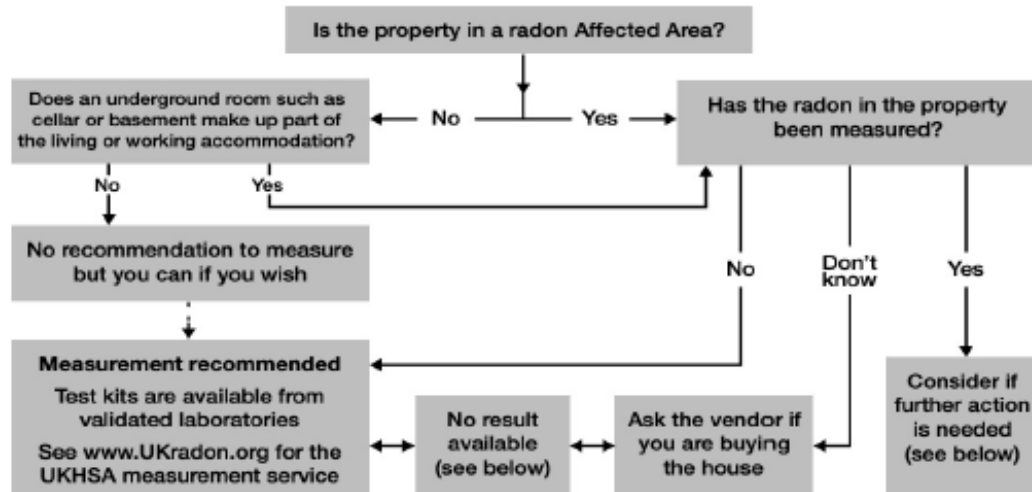 Is the property in a radon Affected Area?
Does an underground room such as
cellar or basement make up part of
the living or working accommodation?
No
Yes
Has the radon in the property
been measured?
No
Yes
No recommendation to measure
but you can if you wish
No
Don't
know
Yes
Measurement recommended
Test kits are available from
validated laboratories
See www.UKradon.org for the
UKHSA measurement service
No result
available
(see below)
Ask the vendor if
you are buying
the house
Consider if
further action
is needed
(see below)